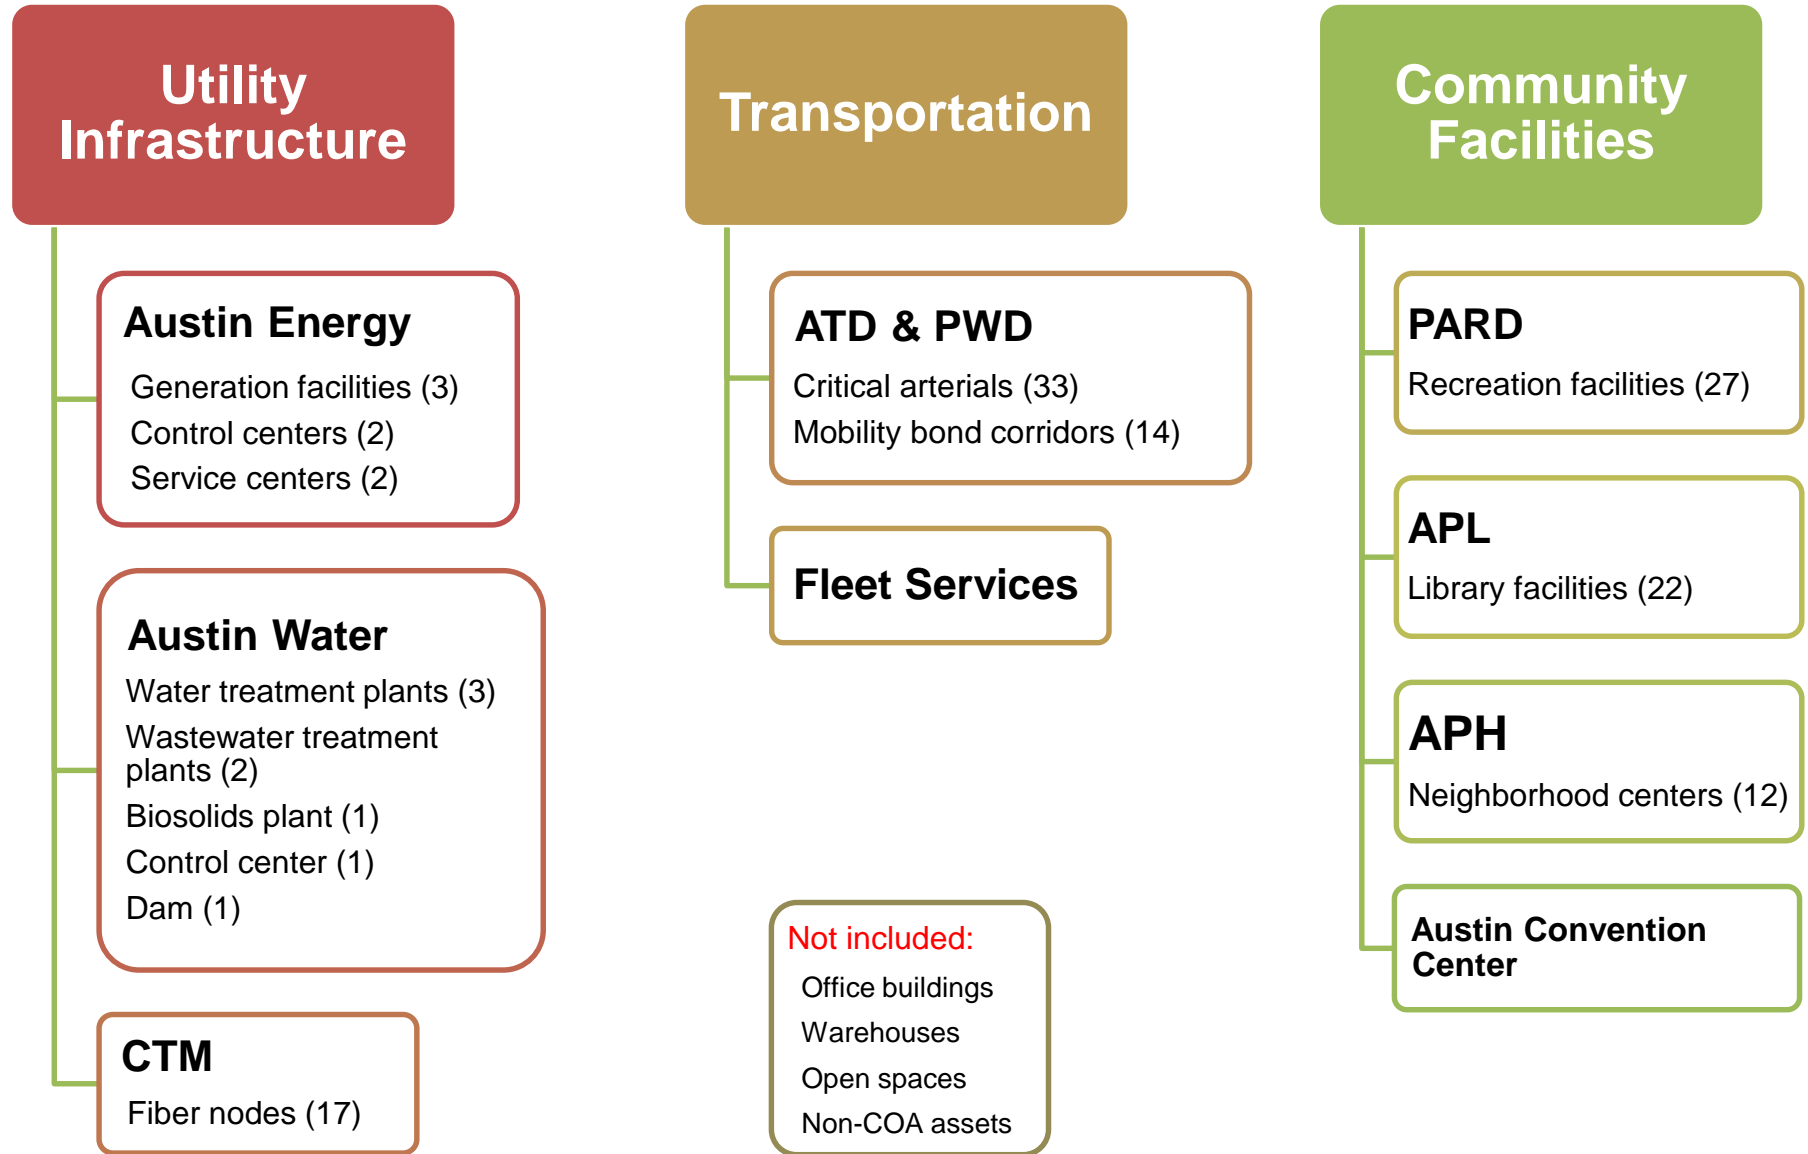 Utility
Infrastructure
Austin Energy
Generation facilities (3)
Control centers (2)
Service centers (2)
Austin Water
Water treatment plants (3)
Wastewater treatment
plants (2)
Biosolids plant (1)
Control center (1)
Dam (1)
CTM
Fiber nodes (17)
Transportation
ATD & PWD
Critical arterials (33)
Mobility bond corridors (14)
Fleet Services
Not included:
Office buildings
Warehouses
Open spaces
Non-COA assets
Community
Facilities
PARD
Recreation facilities (27)
APL
Library facilities (22)
APH
Neighborhood centers (12)
Austin Convention
Center